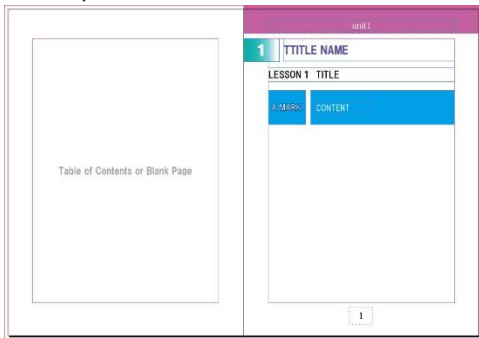 Table of Contents or Blank Page
unit1
1 TTITLE NAME
LESSON 1 TITLE
A MARK CONTENT
1